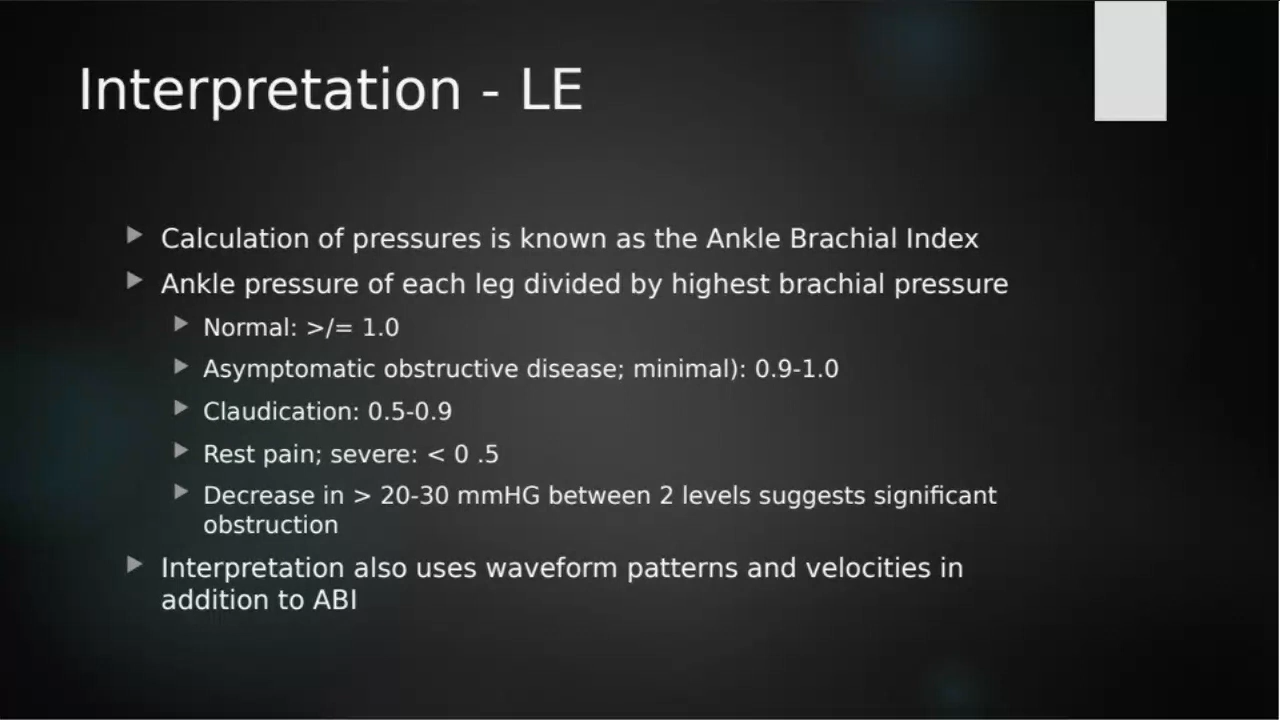 Interpretation - LE
Calculation of pressures is known as the Ankle Brachial Index
Ankle pressure of each leg divided by highest brachial pressure
Normal: >/= 1.0
Asymptomatic obstructive disease; minimal): 0.9-1.0
Claudication: 0.5-0.9
Rest pain; severe: < 0 .5
Decrease in > 20-30 mmHG between 2 levels suggests significant
obstruction
Interpretation also uses waveform patterns and velocities in
addition to ABI